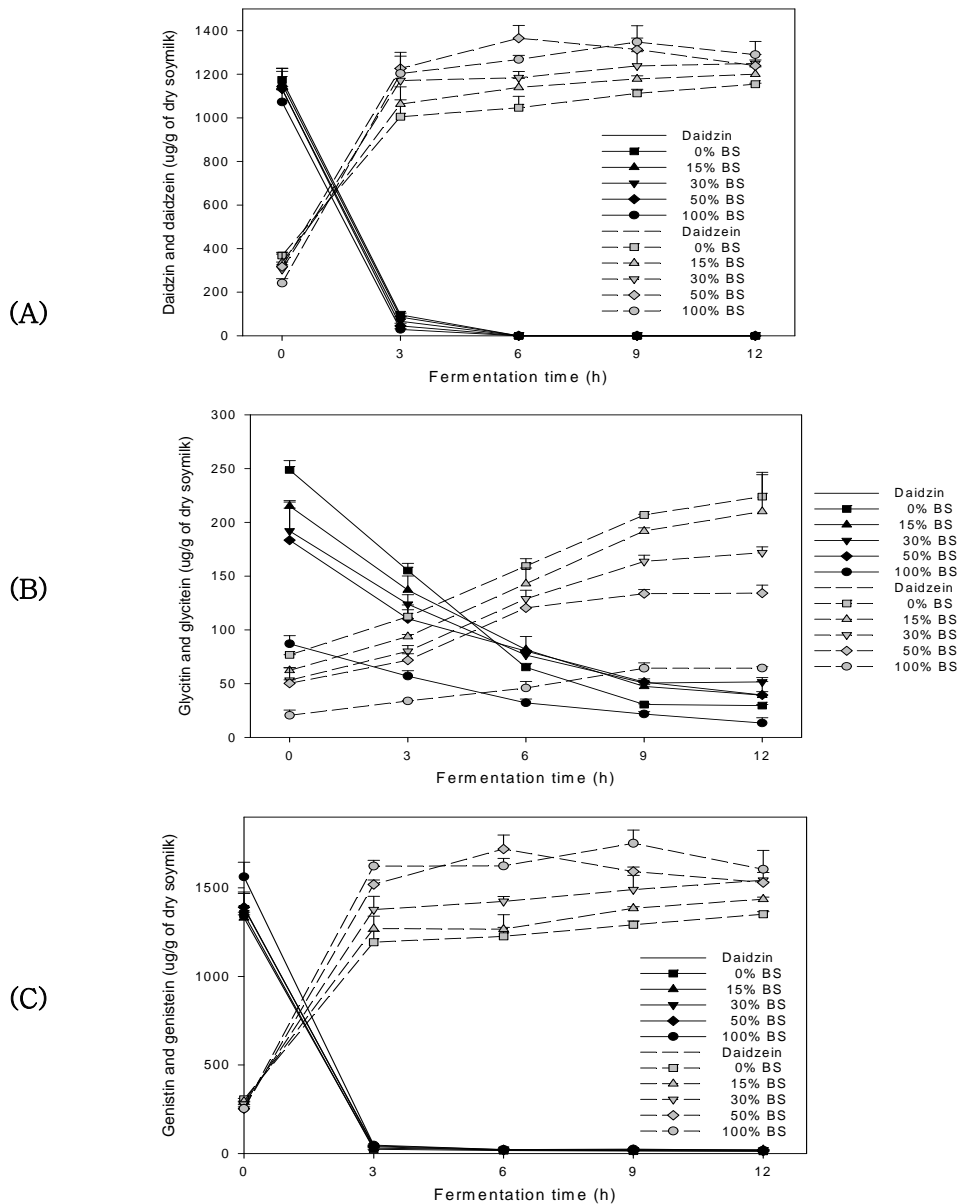 (A)
Daidzin and daidzein (ug/g of dry soymilk)
1400
1200
1000
800
600
400
200
0
0 3 6 9 12
Fermentation time (h)
Daidzin
0% BS
15% BS
30% BS
50% BS
100% BS
Daidzein
0% BS
15% BS
30% BS
50% BS
100% BS
(B)
Glycitin and glycitein (ug/g of dry soymilk)
300
250
200
150
100
50
0
0 3 6 9 12
Fermentation time (h)
Daidzin
0% BS
15% BS
30% BS
50% BS
100% BS
Daidzein
0% BS
15% BS
30% BS
50% BS
100% BS
(C)
Genistin and genistein (ug/g of dry soymilk)
1500
1000
500
0
0 3 6 9 12
Fermentation time (h)
Daidzin
0% BS
15% BS
30% BS
50% BS
100% BS
Daidzein
0% BS
15% BS
30% BS
50% BS
100% BS